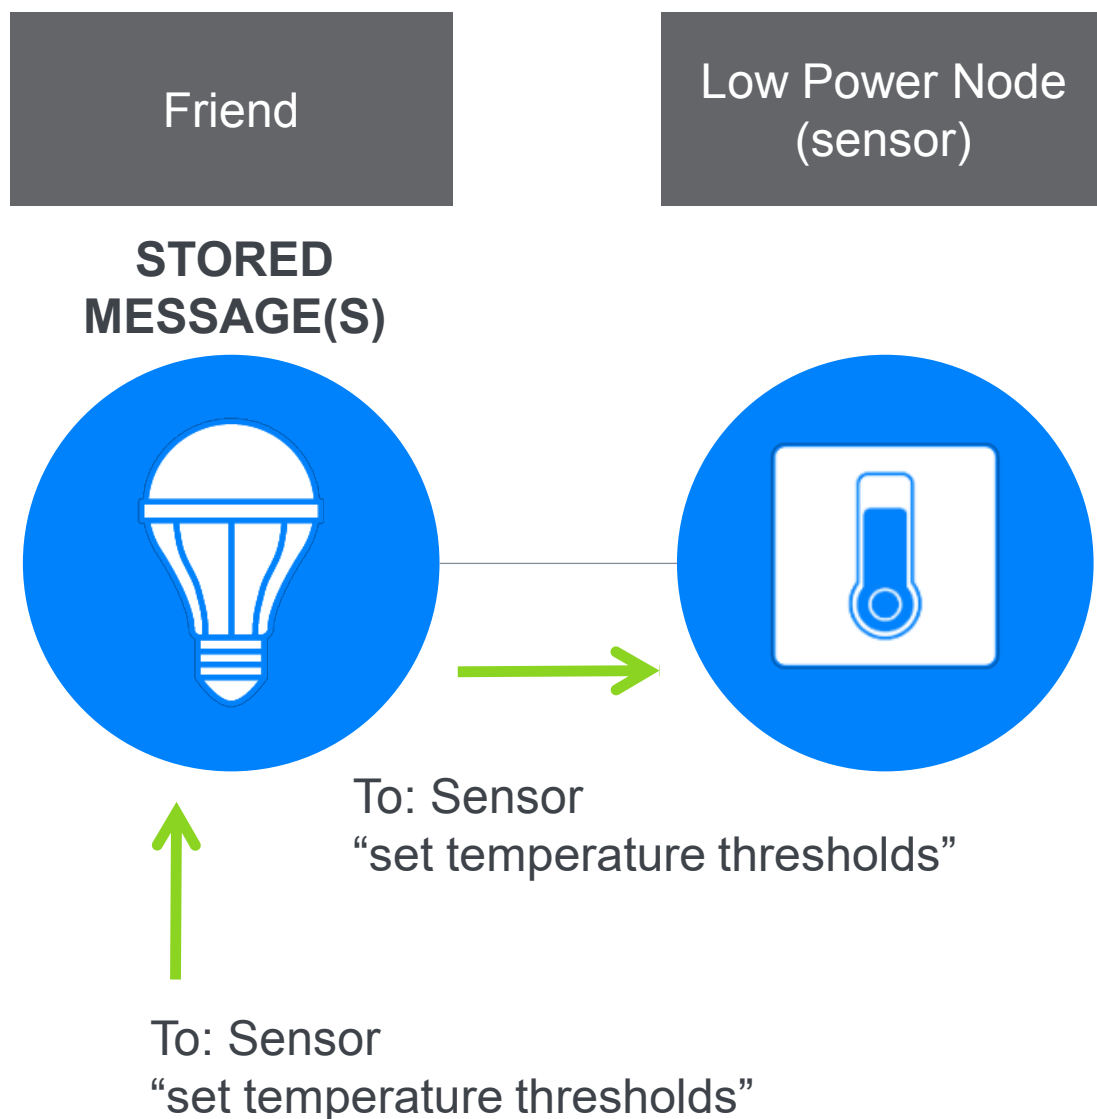 Friend
Low Power Node
(sensor)
STORED
MESSAGE(S)
To: Sensor
“set temperature thresholds”
To: Sensor
“set temperature thresholds”